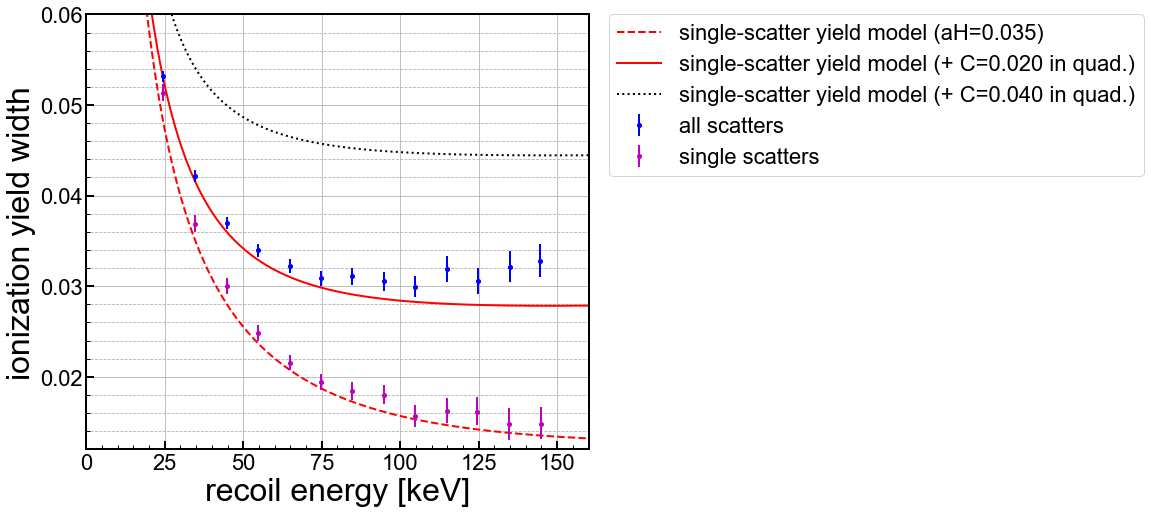 ionization yield width
0.06
0.05
0.04
0.03
0.02
0 25 50 75 100 125 150
recoil energy [keV]
single-scatter yield model (aH=0.035)
single-scatter yield model (+ C=0.020 in quad.)
single-scatter yield model (+ C=0.040 in quad.)
all scatters
single scatters